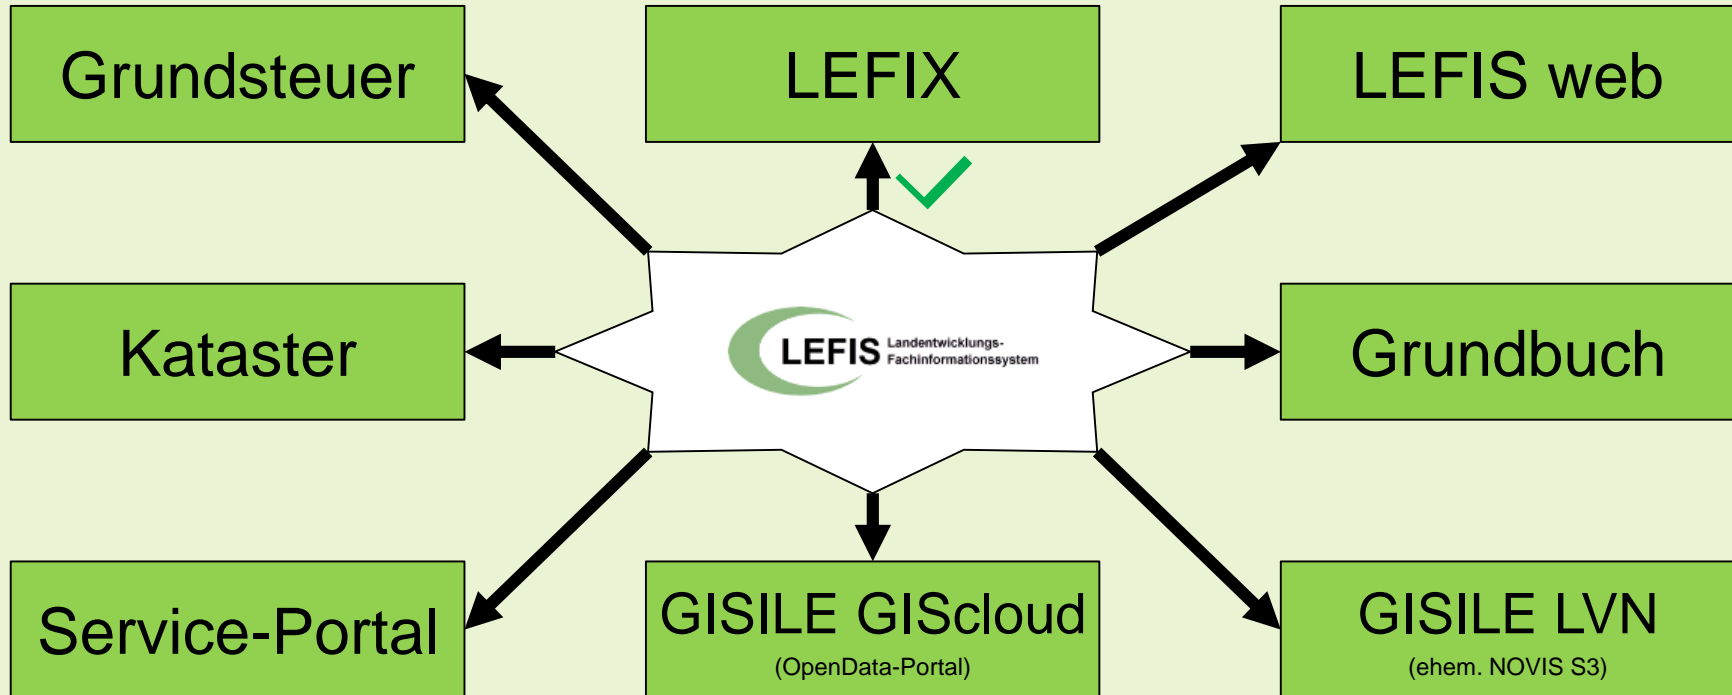 Grundsteuer
LEFIX
LEFIS web
Kataster
LEFIS Landentwicklungs-
Fachinformationssystem
Grundbuch
Service-Portal
GISILE GIScloud
(OpenData-Portal)
GISILE LVN
(ehem. NOVIS S3)